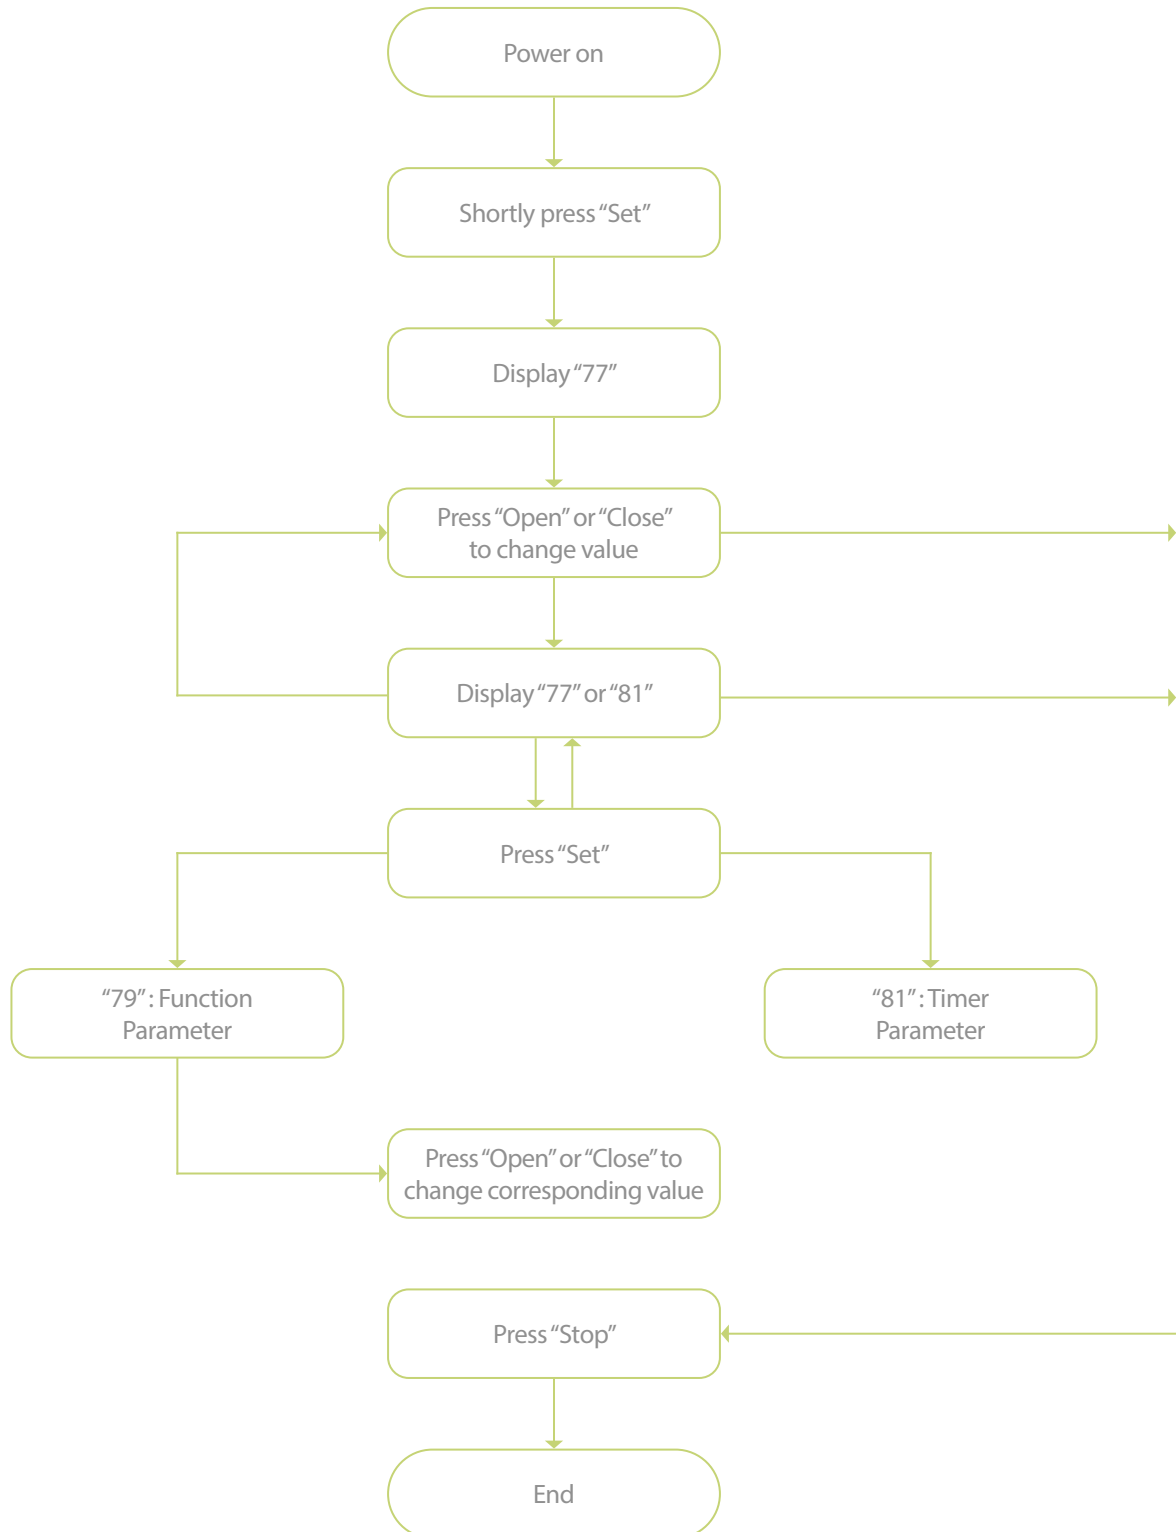 Power on
Shortly press “Set”
Display “77”
Press “Open” or “Close”
to change value
Display “77” or “81”
Press “Set”
“79” : Function
Parameter
“81” : Timer
Parameter
Press “Open” or “Close” to
change corresponding value
Press “Stop”
End